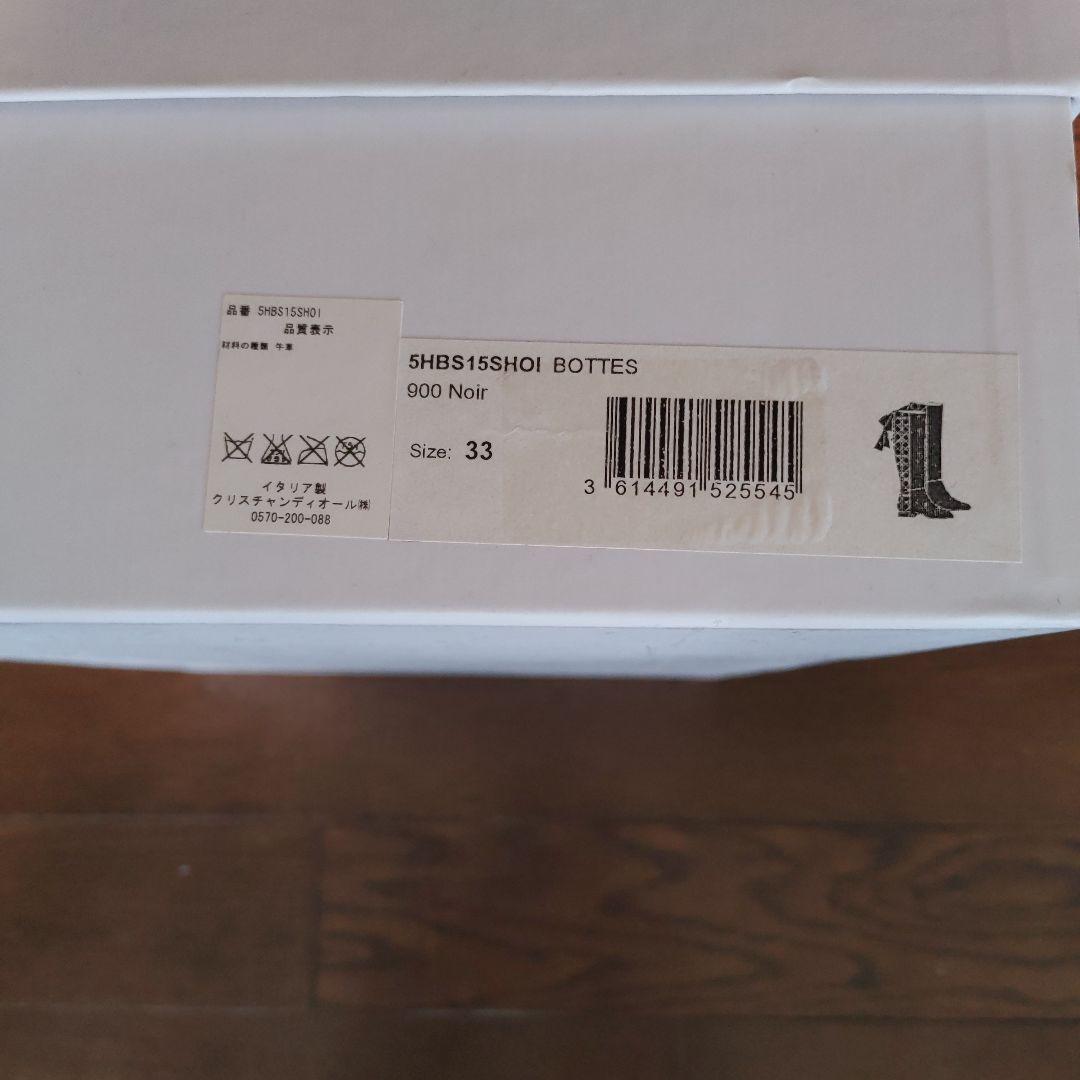 品番 5HBS15SHOI
品質表示
材料の種類 牛革
イタリア製
クリスチャンディオール㈱
0570-200-088
5HBS15SHOI BOTTES
900 Noir
Size: 33
3 614491 525545